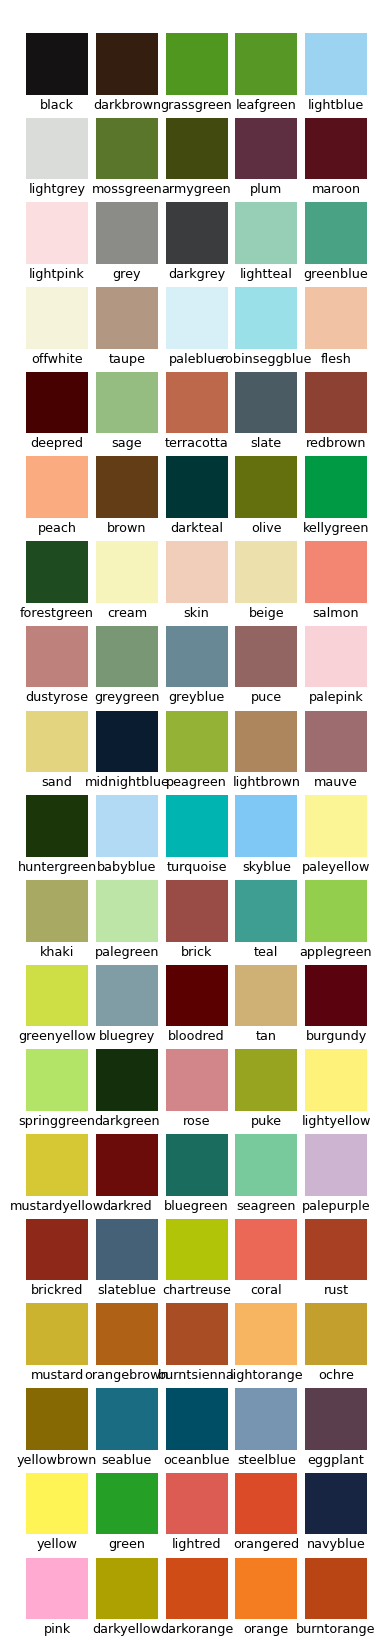 black darkbrown grassgreen leafgreen lightblue
lightgrey mossgreen armygreen plum maroon
lightpink grey darkgrey lightteal greenblue
offwhite taupe paleblue robinseggblue flesh
deepred sage terracotta slate redbrown
peach brown darkteal olive kellygreen
forestgreen cream skin beige salmon
dustyrose greygreen greyblue puce palepink
sand midnightblue peagreen lightbrown mauve
huntergreen babyblue turquoise skyblue paleyellow
khaki palegreen brick teal applegreen
greenyellow bluegrey bloodred tan burgundy
springgreen darkgreen rose puke lightyellow
mustardyellow darkred bluegreen seagreen palepurple
brickred slateblue chartreuse coral rust
mustard orangebrown burntsienna lightorange ochre
yellowbrown seablue oceanblue steelblue eggplant
yellow green lightred orangered navyblue
pink darkyellow darkorange orange burntorange